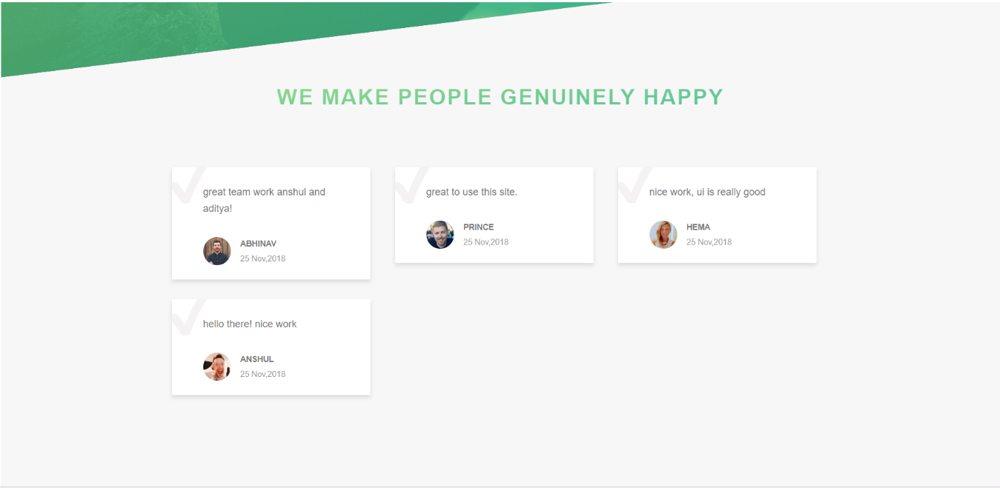 WE MAKE PEOPLE GENUINELY HAPPY
great team work anshul and
aditya!
ABHINAV
25 Nov,2018
great to use this site.
PRINCE
25 Nov,2018
nice work, ui is really good
HEMA
25 Nov,2018
hello there! nice work
ANSHUL
25 Nov,2018